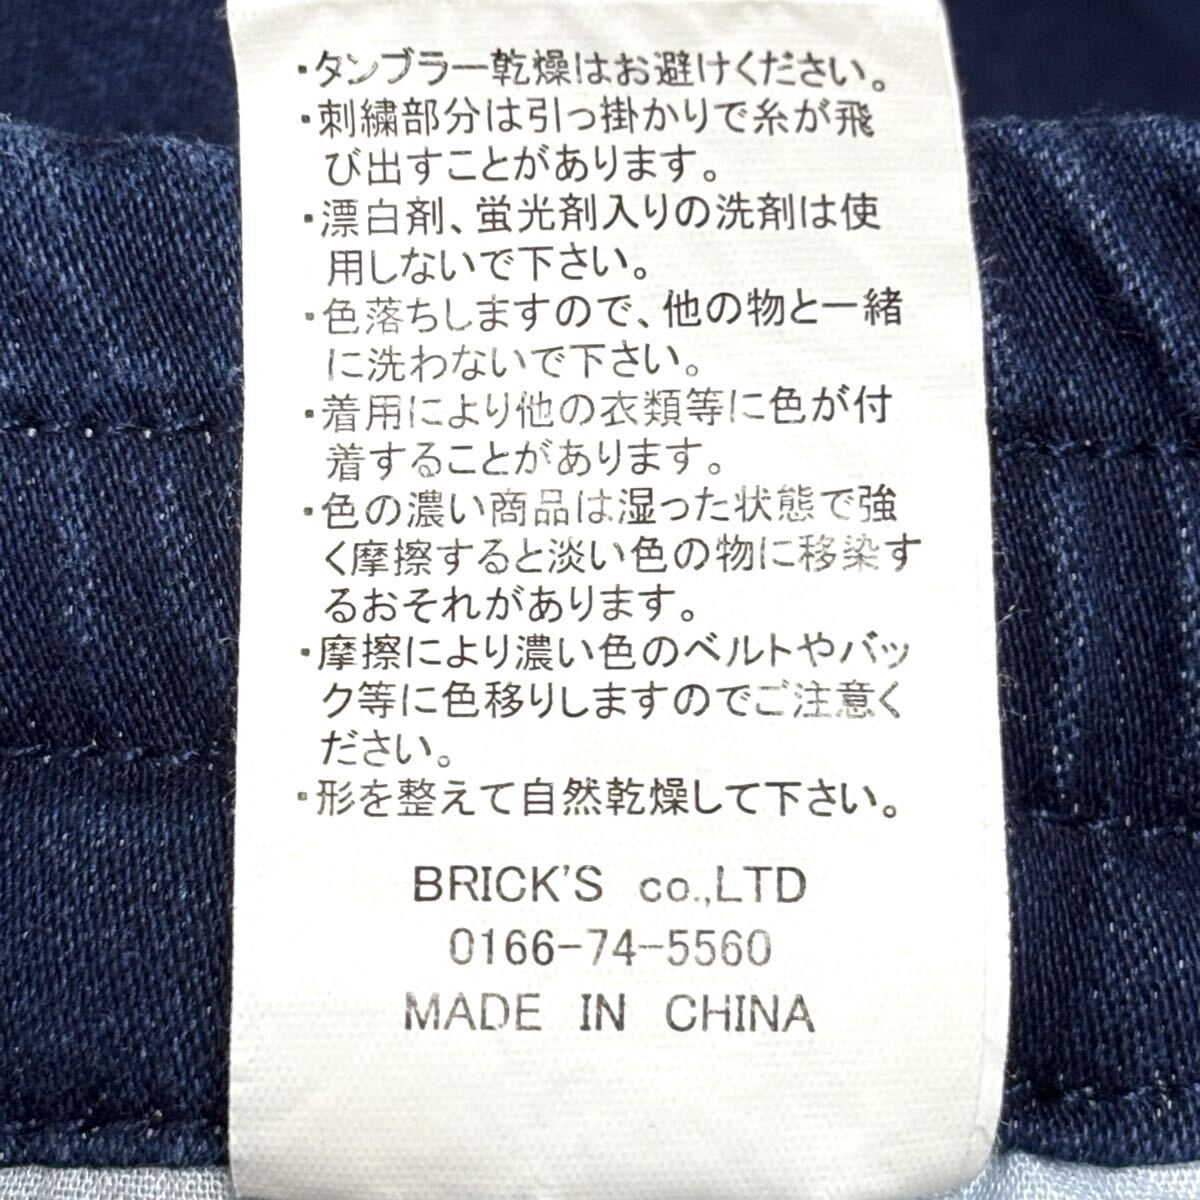 ・タンブラー乾燥はお避けください。
・刺繍部分は引っ掛かりで糸が飛
び出すことがあります。
・漂白剤、蛍光剤入りの洗剤は使
用しないで下さい。
・色落ちしますので、他の物と一緒
に洗わないで下さい。
・着用により他の衣類等に色が付
着することがあります。
・色の濃い商品は湿った状態で強
く摩擦すると淡い色の物に移染す
るおそれがあります。
・摩擦により濃い色のベルトやバッ
ク等に色移りしますのでご注意く
ださい。
・形を整えて自然乾燥して下さい。
BRICK'S co.,LTD
0166-74-5560
MADE IN CHINA